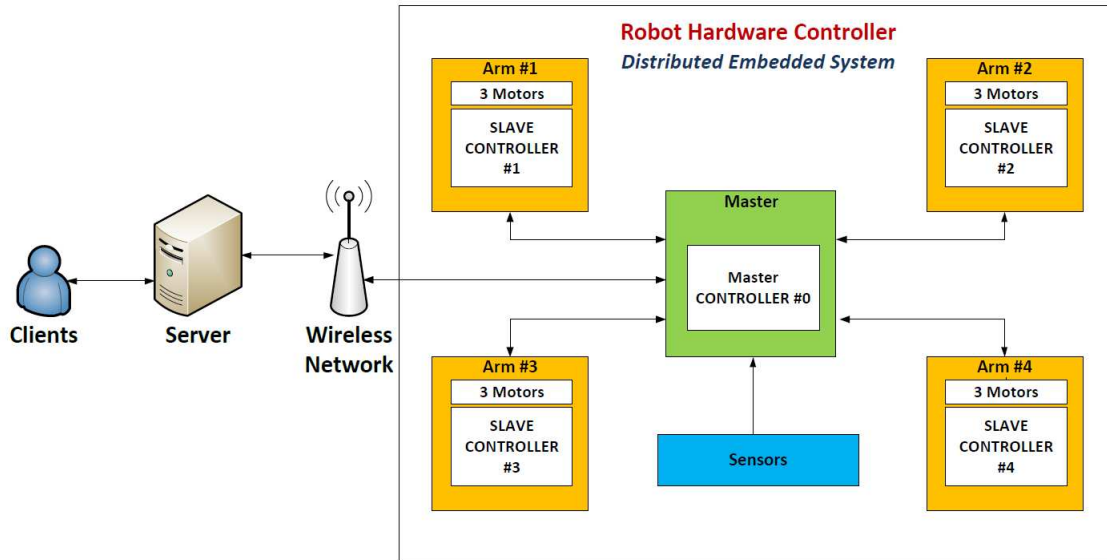 Robot Hardware Controller
Distributed Embedded System
Arm #1
3 Motors
SLAVE
CONTROLLER
#1
Arm #2
3 Motors
SLAVE
CONTROLLER
#2
Master
Master
CONTROLLER #0
Clients
Server
Wireless
Network
Arm #3
3 Motors
SLAVE
CONTROLLER
#3
Sensors
Arm #4
3 Motors
SLAVE
CONTROLLER
#4